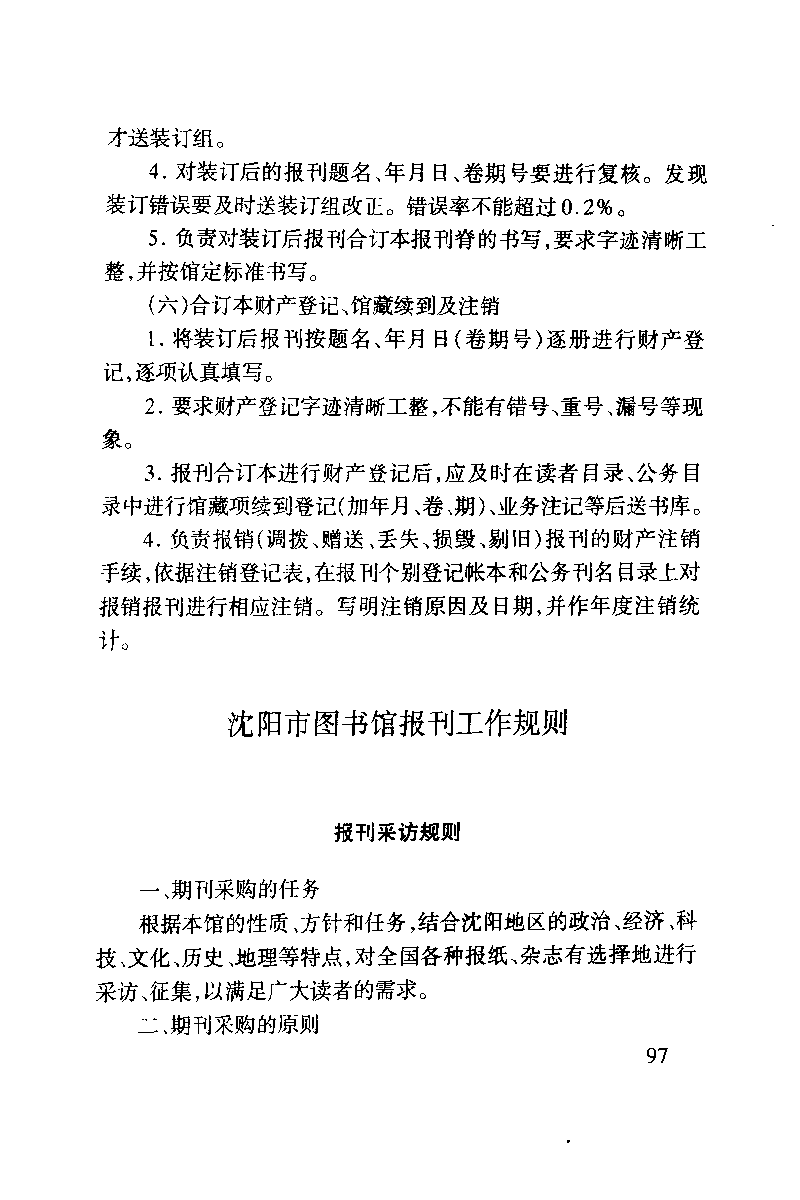 才送装订组。
4. 对装订后的报刊题名、年月日、卷期号要进行复核。发现
装订错误要及时送装订组改正。错误率不能超过0.2%。
5. 负责对装订后报刊合订本报刊脊的书写,要求字迹清晰工
整,并按馆定标准书写。
(六)合订本财产登记、馆藏续到及注销
1. 将装订后报刊按题名、年月日(卷期号)逐册进行财产登
记,逐项认真填写。
2. 要求财产登记字迹清晰工整,不能有错号、重号、漏号等现
象。
3. 报刊合订本进行财产登记后,应及时在读者目录、公务目
录中进行馆藏项续到登记(加年月、卷、期)、业务注记等后送书库。
4. 负责报销(调拨、赠送、丢失、损毁、剔旧)报刊的财产注销
手续,依据注销登记表,在报刊个别登记帐本和公务刊名目录上对
报销报刊进行相应注销。写明注销原因及日期,并作年度注销统
计。
沈阳市图书馆报刊工作规则
报刊采访规则
一、期刊采购的任务
根据本馆的性质、方针和任务,结合沈阳地区的政治、经济、科
技、文化、历史、地理等特点,对全国各种报纸、杂志有选择地进行
采访、征集,以满足广大读者的需求。
二、期刊采购的原则
97